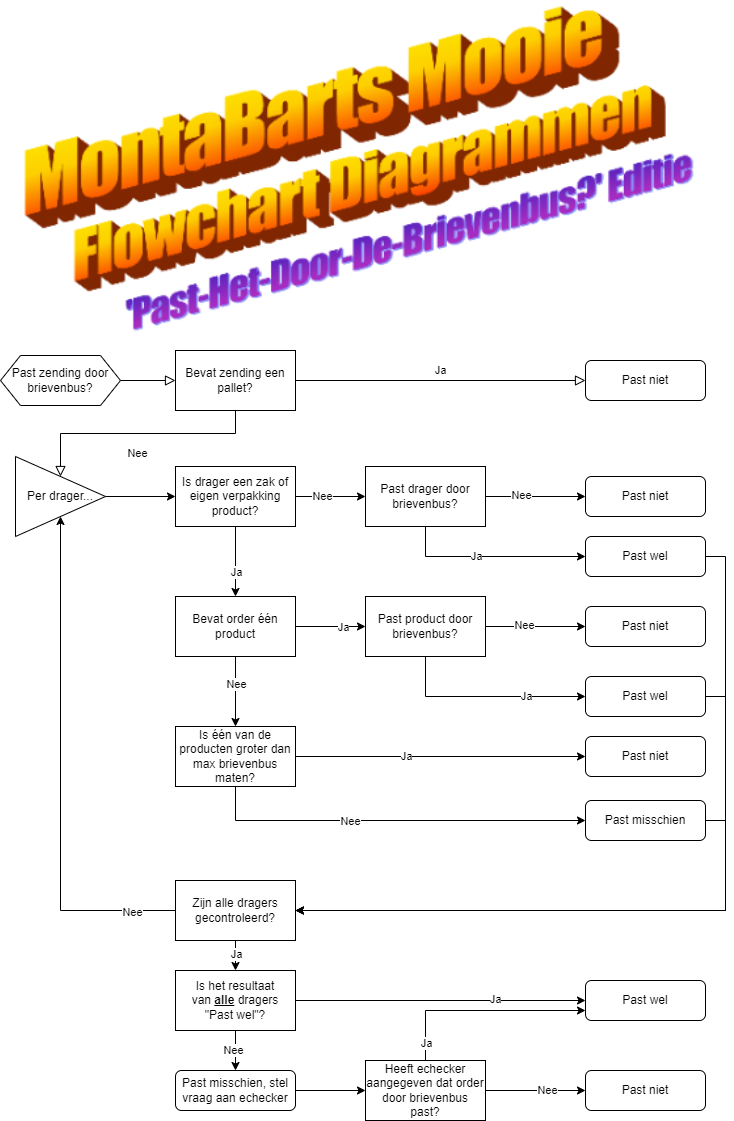 MontaBarts Mooie
Flowchart Diagrammen
'Past-Het-Door-De-Brievenbus?' Editie
Past zending door
brievenbus?
Bevat zending een
pallet?
Ja
Past niet
Nee
Per drager...
Is drager een zak of
eigen verpakking
product?
Nee
Past drager door
brievenbus?
Nee
Past niet
Ja
Past wel
Ja
Bevat order één
product
Ja
Past product door
brievenbus?
Nee
Past niet
Nee
Ja
Past wel
Is één van de
producten groter dan
max brievenbus
maten?
Ja
Past niet
Nee
Past misschien
Zijn alle dragers
gecontroleerd?
Nee
Ja
Is het resultaat
van alle dragers
"Past wel"?
Ja
Past wel
Nee
Ja
Past misschien, stel
vraag aan echecker
Heeft echecker
aangegeven dat order
door brievenbus
past?
Nee
Past niet